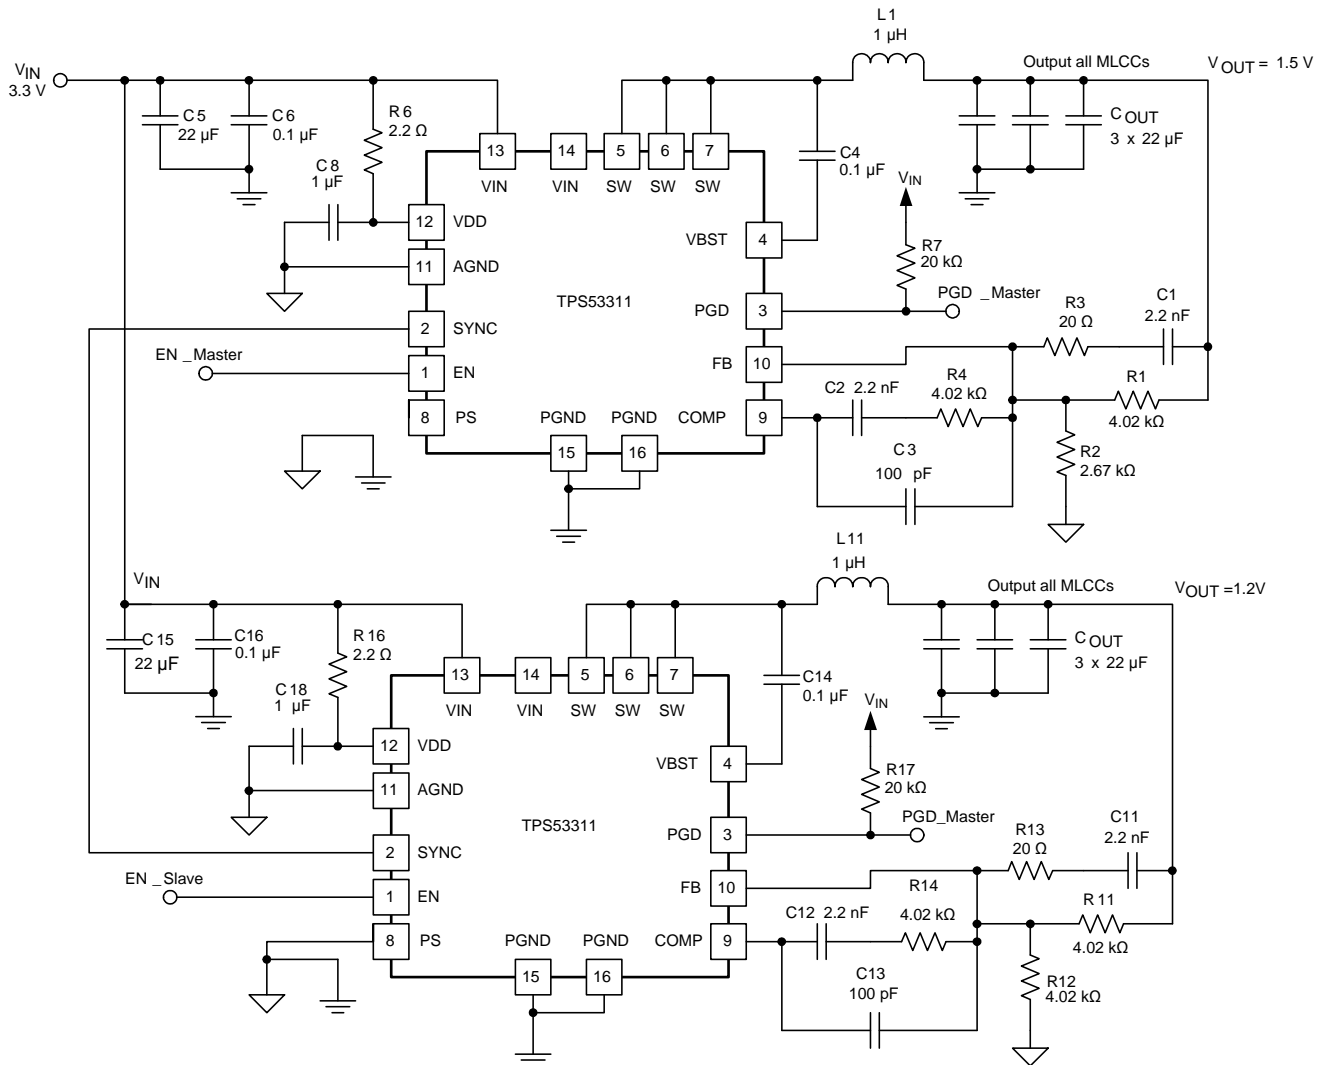 L1
1 µH
Output all MLCCs
V OUT = 1.5 V
VIN
3.3 V
C5
22 µF
C6
0.1 µF
R6
2.2 Ω
C OUT
3 x 22 µF
C8
1 µF
13
14
5
6
7
VIN
VIN
SW
SW
SW
C4
0.1 µF
VIN
12
VDD
VBST
4
R7
20 kΩ
11
AGND
TPS53311
PGD
3
PGD _Master
R3
20 Ω
C1
2.2 nF
2
SYNC
EN _Master
1
EN
FB
10
C2 2.2 nF
R4
4.02 kΩ
R1
4.02 kΩ
8
PS
PGND
PGND
COMP
9
15
16
C3
100 pF
R2
2.67 kΩ
L11
1 µH
VIN
Output all MLCCs
VOUT =1.2V
C15
22 µF
C16
0.1 µF
R16
2.2 Ω
C OUT
3 x 22 µF
C18
1 µF
13
14
5
6
7
VIN
VIN
SW
SW
SW
C14
0.1 µF
VIN
12
VDD
VBST
4
R17
20 kΩ
11
AGND
TPS53311
PGD
3
PGD_Master
R13
20 Ω
C11
2.2 nF
2
SYNC
EN _Slave
1
EN
FB
10
C12 2.2 nF
R14
4.02 kΩ
R11
4.02 kΩ
8
PS
PGND
PGND
COMP
9
15
16
C13
100 pF
R12
4.02 kΩ